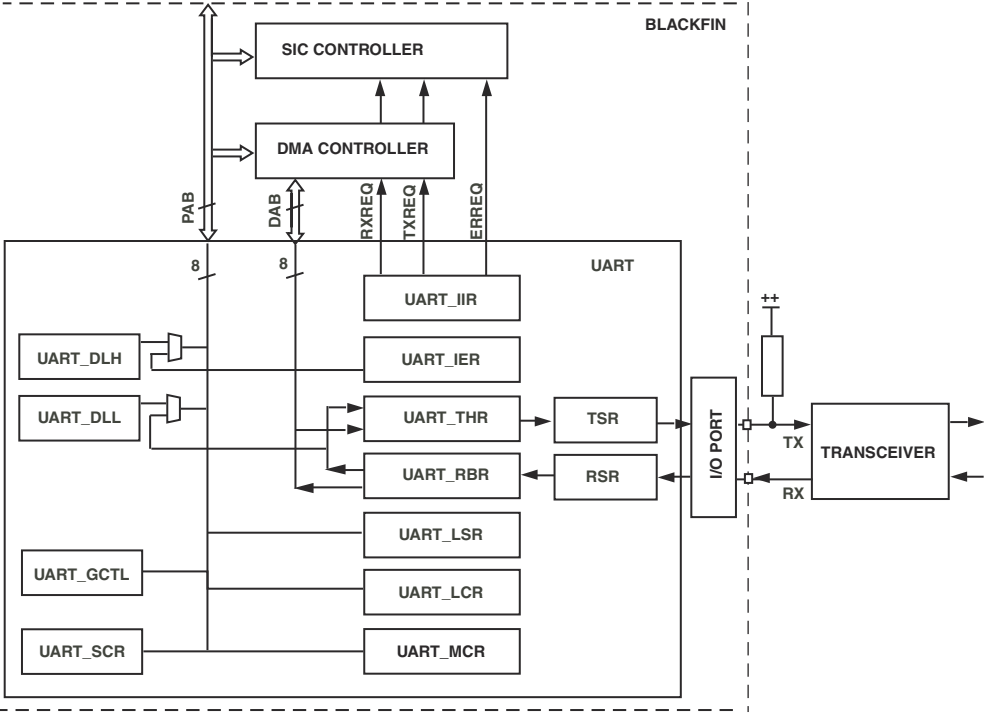 BLACKFIN
SIC CONTROLLER
DMA CONTROLLER
PAB
DAB
RXREQ
TXREQ
ERREQ
8
8
UART
UART_IIR
++
UART_DLH
UART_IER
UART_DLL
UART_THR
TSR
I/O PORT
TX
TRANSCEIVER
UART_RBR
RSR
RX
UART_LSR
UART_GCTL
UART_LCR
UART_SCR
UART_MCR